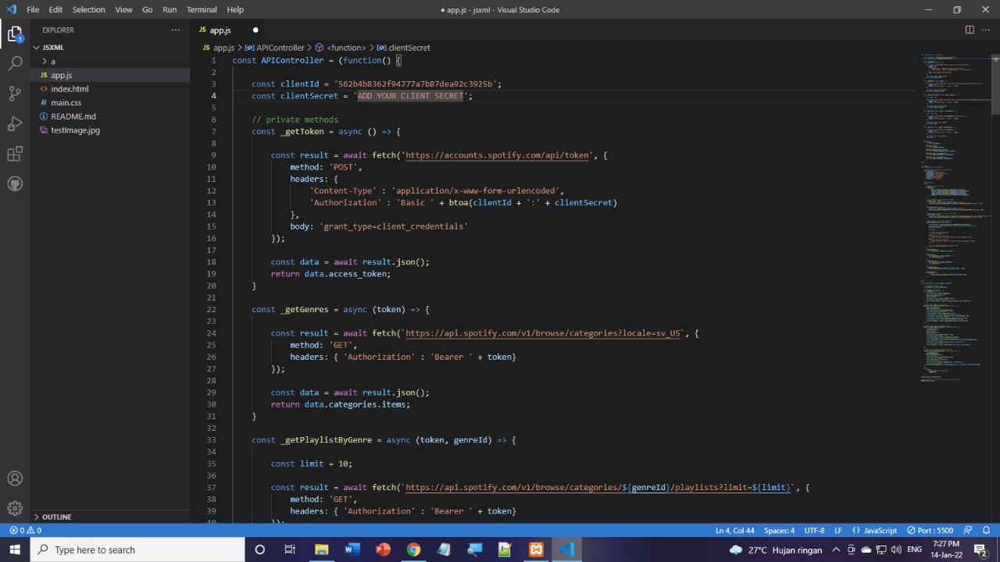 File Edit Selection View Go Run Terminal Help
● app.js - jsxml - Visual Studio Code
EXPLORER
JSXML
a
JS app.js
index.html
# main.css
README.md
testimage.jpg
OUTLINE
JS app.js
JS app.js > APIController > <function> > clientSecret
1 const APIController = (function() {
2
3 const clientId =
4 const clientSecret = 'ADD YOUR CLIENT SECRET';
5
6 // private methods
7 const _getToken = async () => {
8
9 const result = await fetch('https://accounts.spotify.com/api/token', {
10 method: 'POST',
11 headers: {
12 'Content-Type' : 'application/x-www-form-urlencoded',
13 'Authorization' : 'Basic ' + btoa(clientId + ':' + clientSecret)
14 },
15 body: 'grant_type=client_credentials'
16 });
17
18 const data = await result.json();
19 return data.access_token;
20 }
21
22 const _getGenres = async (token) => {
23
24 const result = await fetch(`https://api.spotify.com/v1/browse/categories?locale=sv_US`, {
25 method: 'GET',
26 headers: { 'Authorization' : 'Bearer ' + token}
27 });
28
29 const data = await result.json();
30 return data.categories.items;
31 }
32
33 const _getPlaylistByGenre = async (token, genreId) => {
34
35 const limit = 10;
36
37 const result = await fetch(`https://api.spotify.com/v1/browse/categories/${genreId}/playlists?limit=${limit}`, {
38 method: 'GET',
39 headers: { 'Authorization' : 'Bearer ' + token}
40 });
0 0
Ln 4, Col 44 Spaces: 4 UTF-8 LF {} JavaScript Port : 5500
Type here to search
27°C Hujan ringan
ENG
7:27 PM
14-Jan-22
2